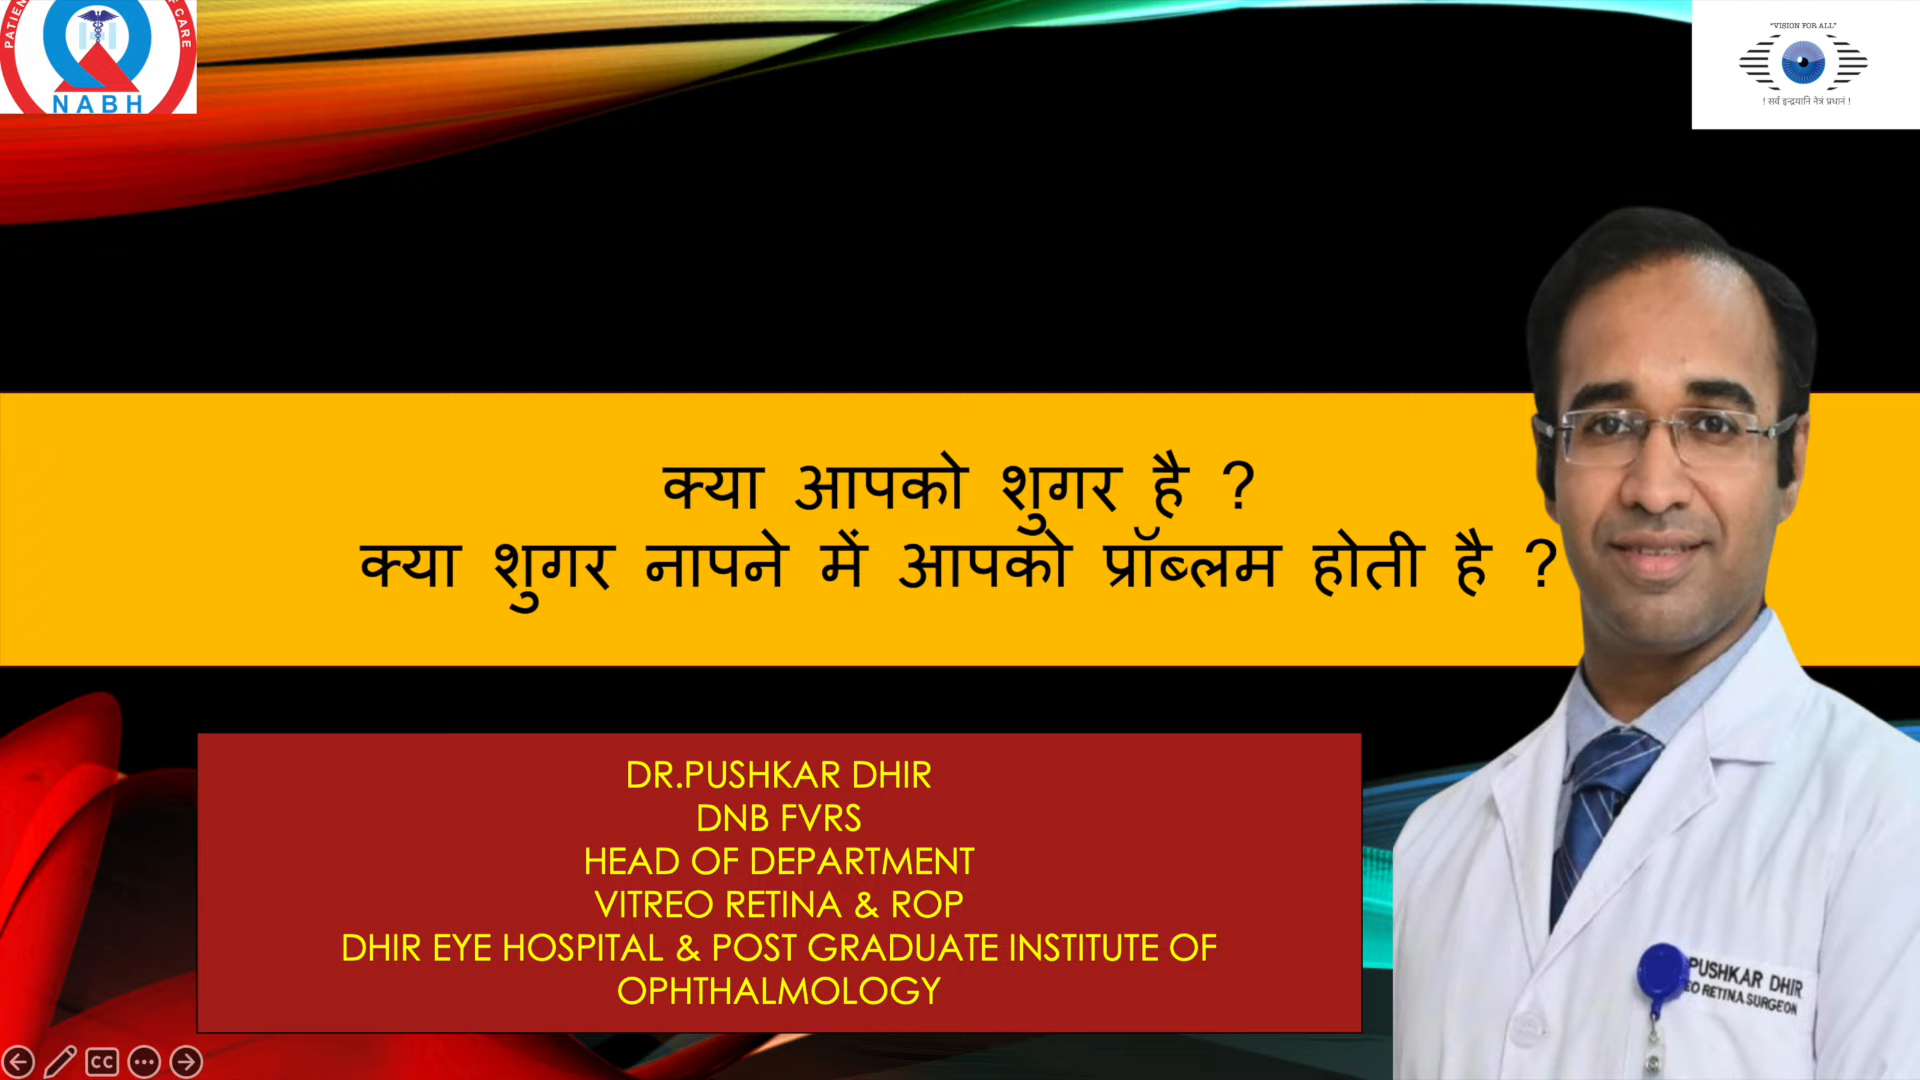 NABH
"VISION FOR ALL"
! सर्व इन्द्रयानि नेत्रं प्रधानं !
क्या आपको शुगर है ?
क्या शुगर नापने में आपको प्रॉब्लम होती है ?
DR.PUSHKAR DHIR
DNB FVRS
HEAD OF DEPARTMENT
VITREO RETINA & ROP
DHIR EYE HOSPITAL & POST GRADUATE INSTITUTE OF
OPHTHALMOLOGY
PUSHKAR DHIR
RETINA SURGEON
CC